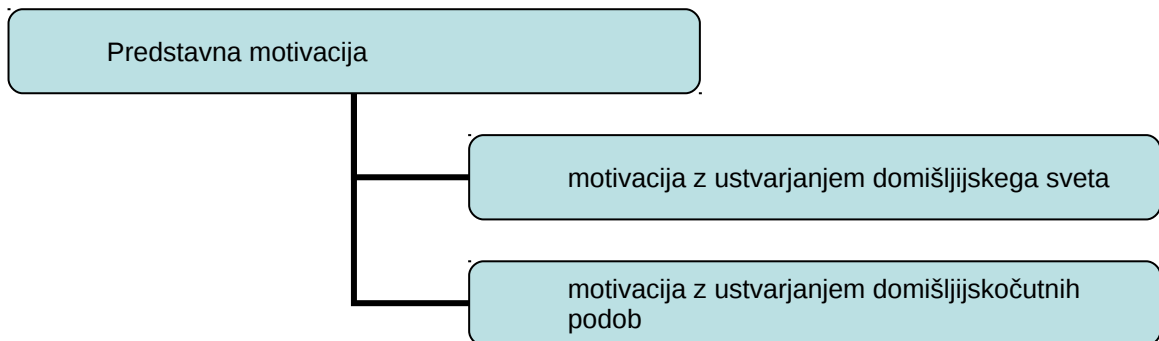 Predstavna motivacija
motivacija z ustvarjanjem domišljijskega sveta
motivacija z ustvarjanjem domišljijskočutnih
podob